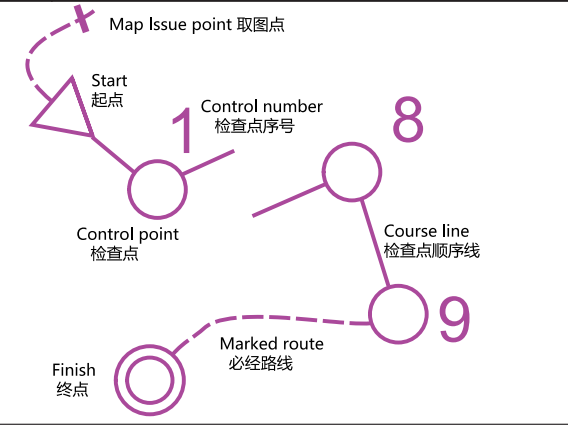 Map Issue point 取图点
Start
起点
1
Control number
检查点序号
8
Control point
检查点
Course line
检查点顺序线
9
Marked route
必经路线
Finish
终点